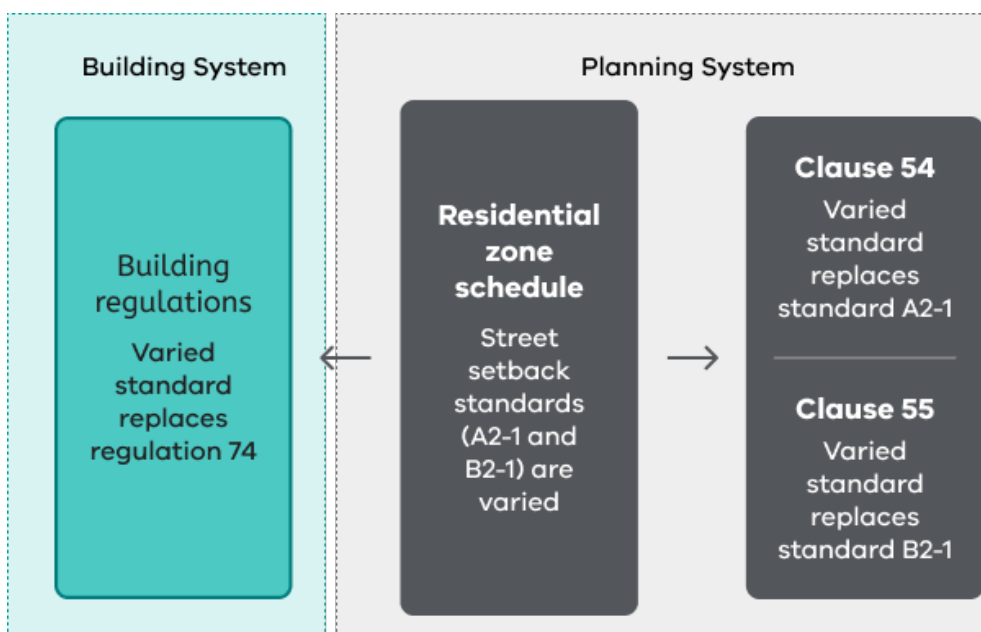 Building System
Building
regulations
Varied
standard
replaces
regulation 74
Planning System
Residential
zone
schedule
Street
setback
standards
(A2-1 and
B2-1) are
varied
Clause 54
Varied
standard
replaces
standard A2-1
Clause 55
Varied
standard
replaces
standard B2-1